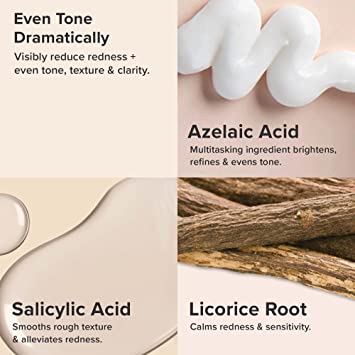 Even Tone
Dramatically
Visibly reduce redness +
even tone, texture & clarity.
Azelaic Acid
Multitasking ingredient brightens,
refines & evens tone.
Salicylic Acid
Smooths rough texture
& alleviates redness.
Licorice Root
Calms redness & sensitivity.